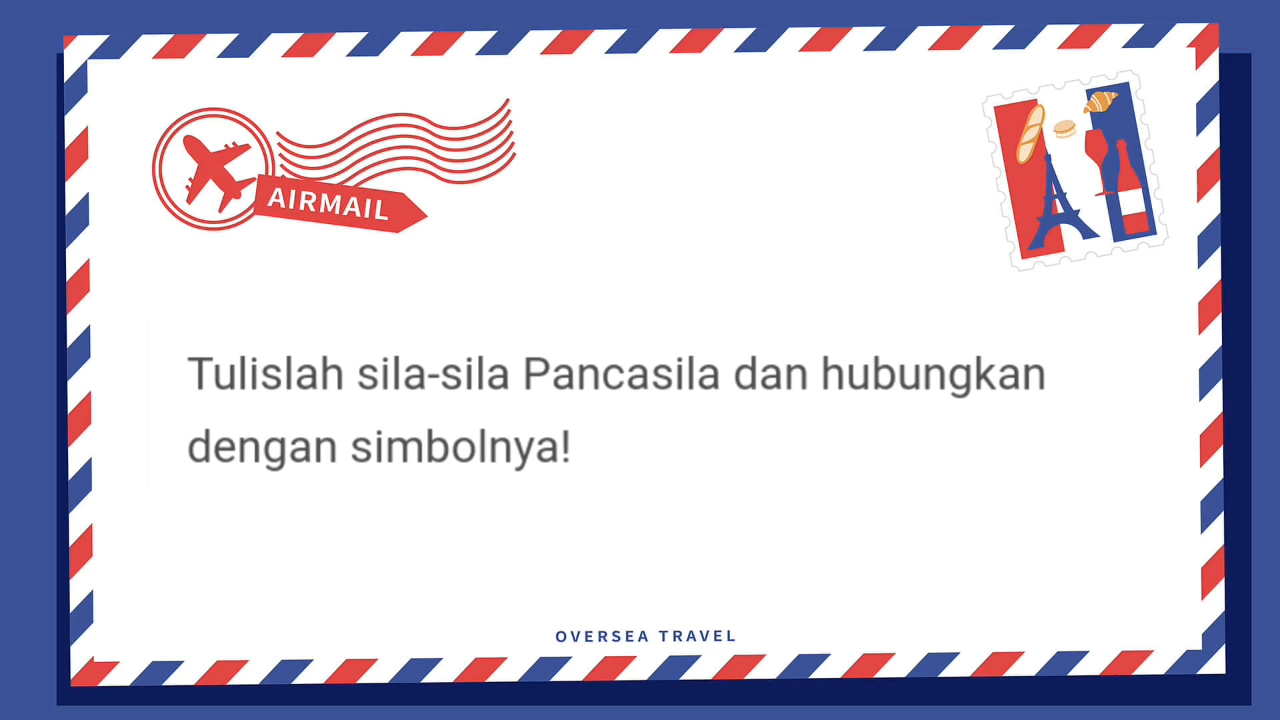 AIRMAIL
Tulislah sila-sila Pancasila dan hubungkan
dengan simbolnya!
OVERSEA TRAVEL